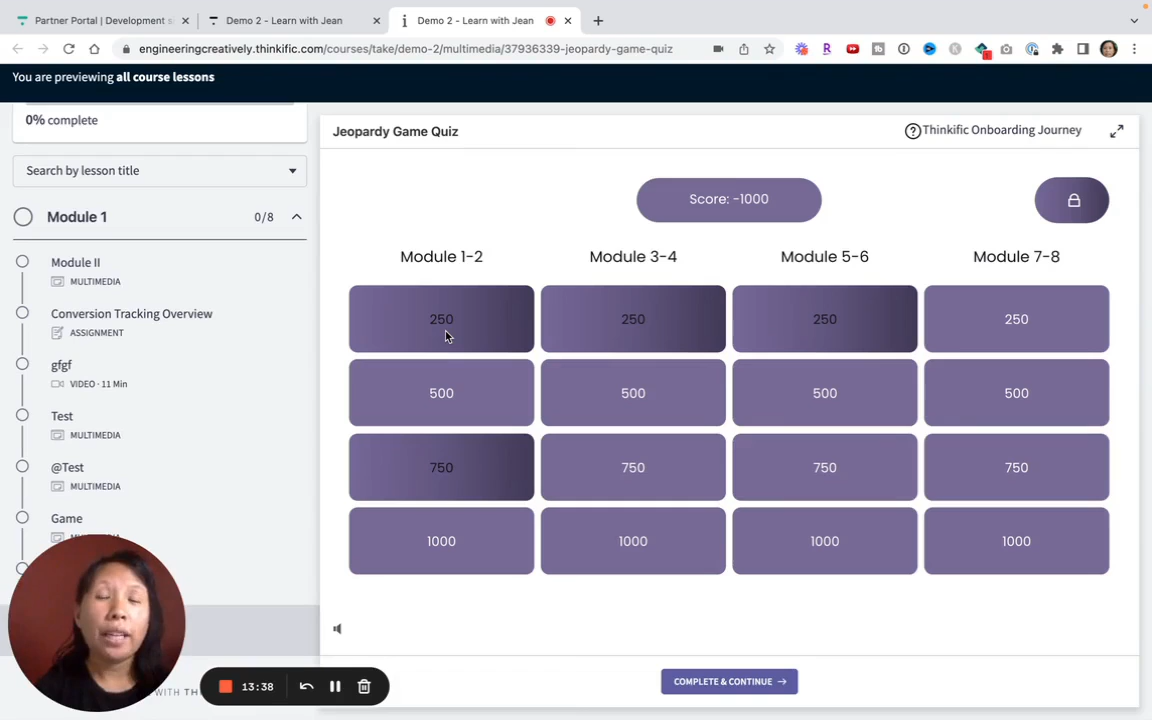 Partner Portal | Development s
Demo 2 - Learn with Jean
Demo 2 - Learn with Jean
engineeringcreatively.thinkific.com/courses/take/demo-2/multimedia/37936339-jeopardy-game-quiz
You are previewing all course lessons
0% complete
Search by lesson title
Module 1
0/8
Module II
MULTIMEDIA
Conversion Tracking Overview
ASSIGNMENT
gfgf
VIDEO · 11 Min
Test
MULTIMEDIA
@Test
MULTIMEDIA
Game
Jeopardy Game Quiz
Thinkific Onboarding Journey
Score: -1000
Module 1-2
Module 3-4
Module 5-6
Module 7-8
250
250
250
250
500
500
500
500
750
750
750
750
1000
1000
1000
1000
13:38
WITH
COMPLETE & CONTINUE →